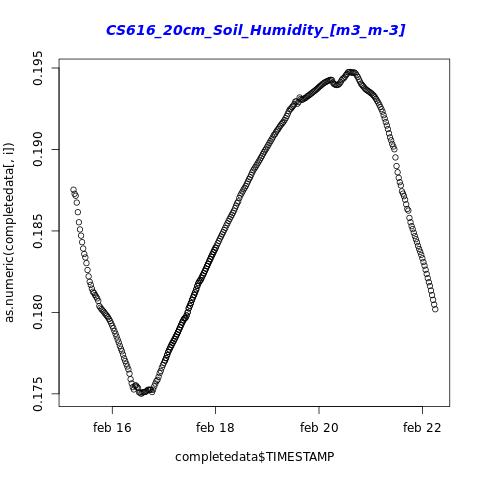 CS616_20cm_Soil_Humidity_[m3_m-3]
as.numeric(completedata[, i])
0.195
0.190
0.185
0.180
0.175
feb 16
feb 18
feb 20
feb 22
completedata$TIMESTAMP